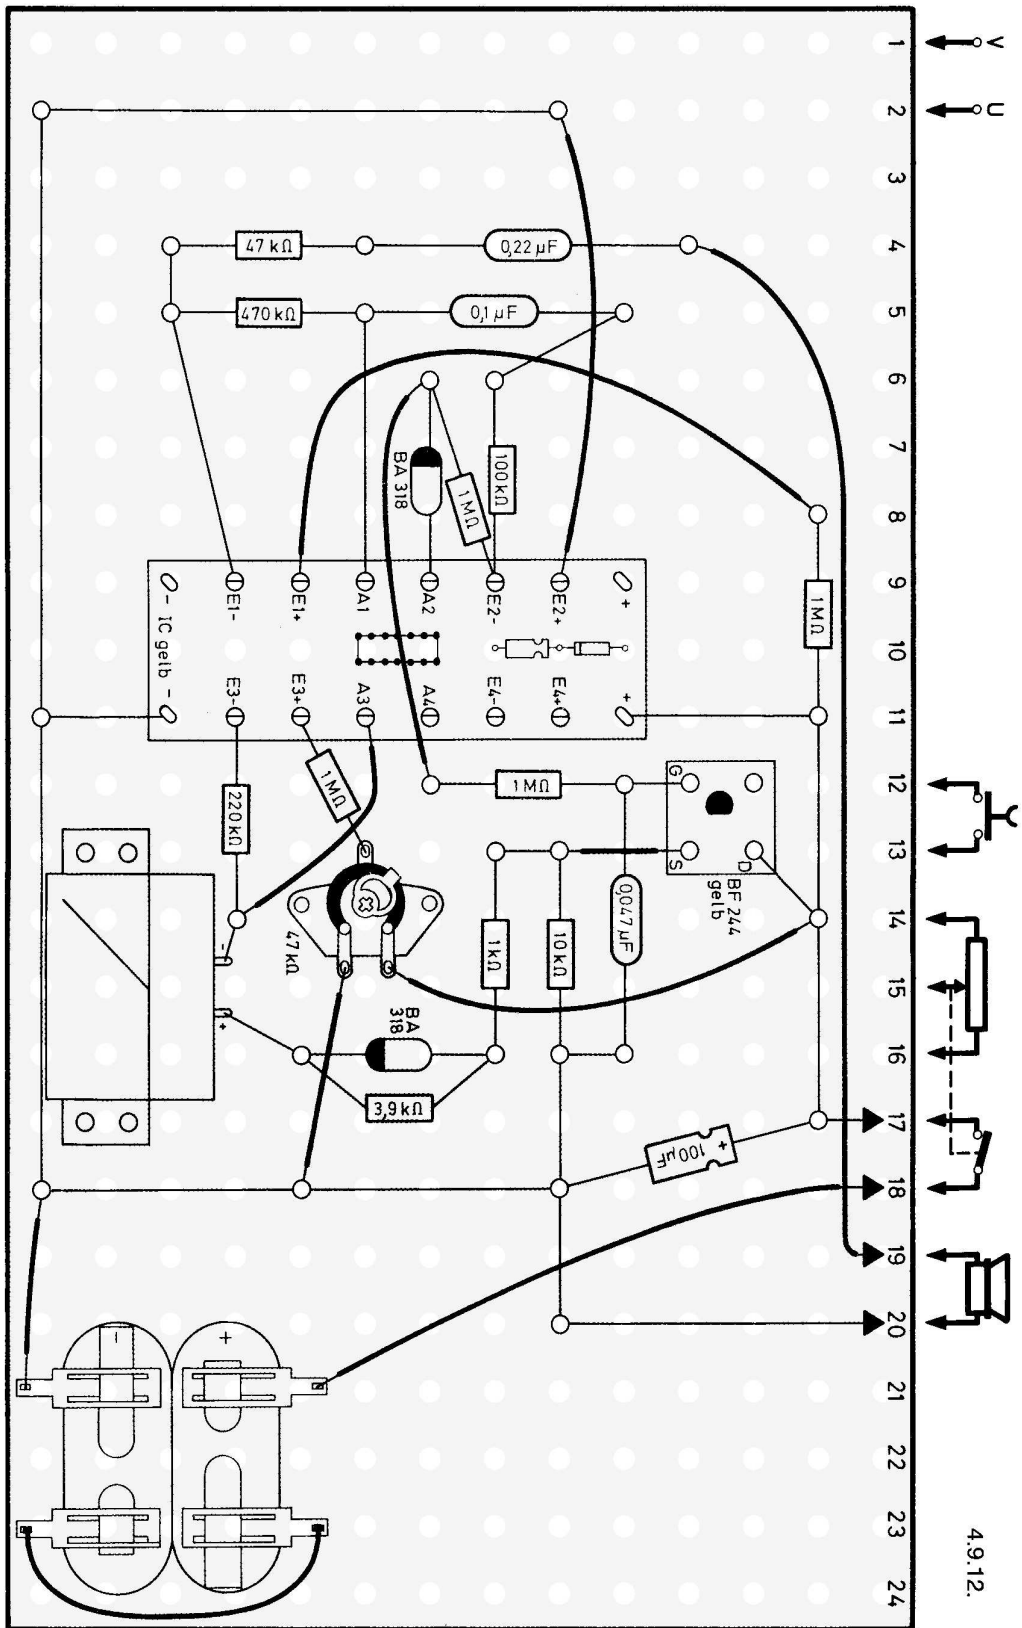 V
U
1
2
3
4
5
6
7
8
9
10
11
12
13
14
15
16
17
18
19
20
21
22
23
24
4.9.12.
47 kΩ
0,22 µF
470 kΩ
0,1 µF
BA 318
1 MΩ
100 kΩ
1 MΩ
- IC gelb -
E1-
E1+
A1
A2
E2-
E2+
+
E3-
E3+
A3
A4
E4-
E4+
+
220 kΩ
1 MΩ
1 MΩ
G
S
D
BF 244
gelb
47 kΩ
1 kΩ
10 kΩ
0,047 µF
-
+
BA
318
3,9 kΩ
+ 100 µF
-
+